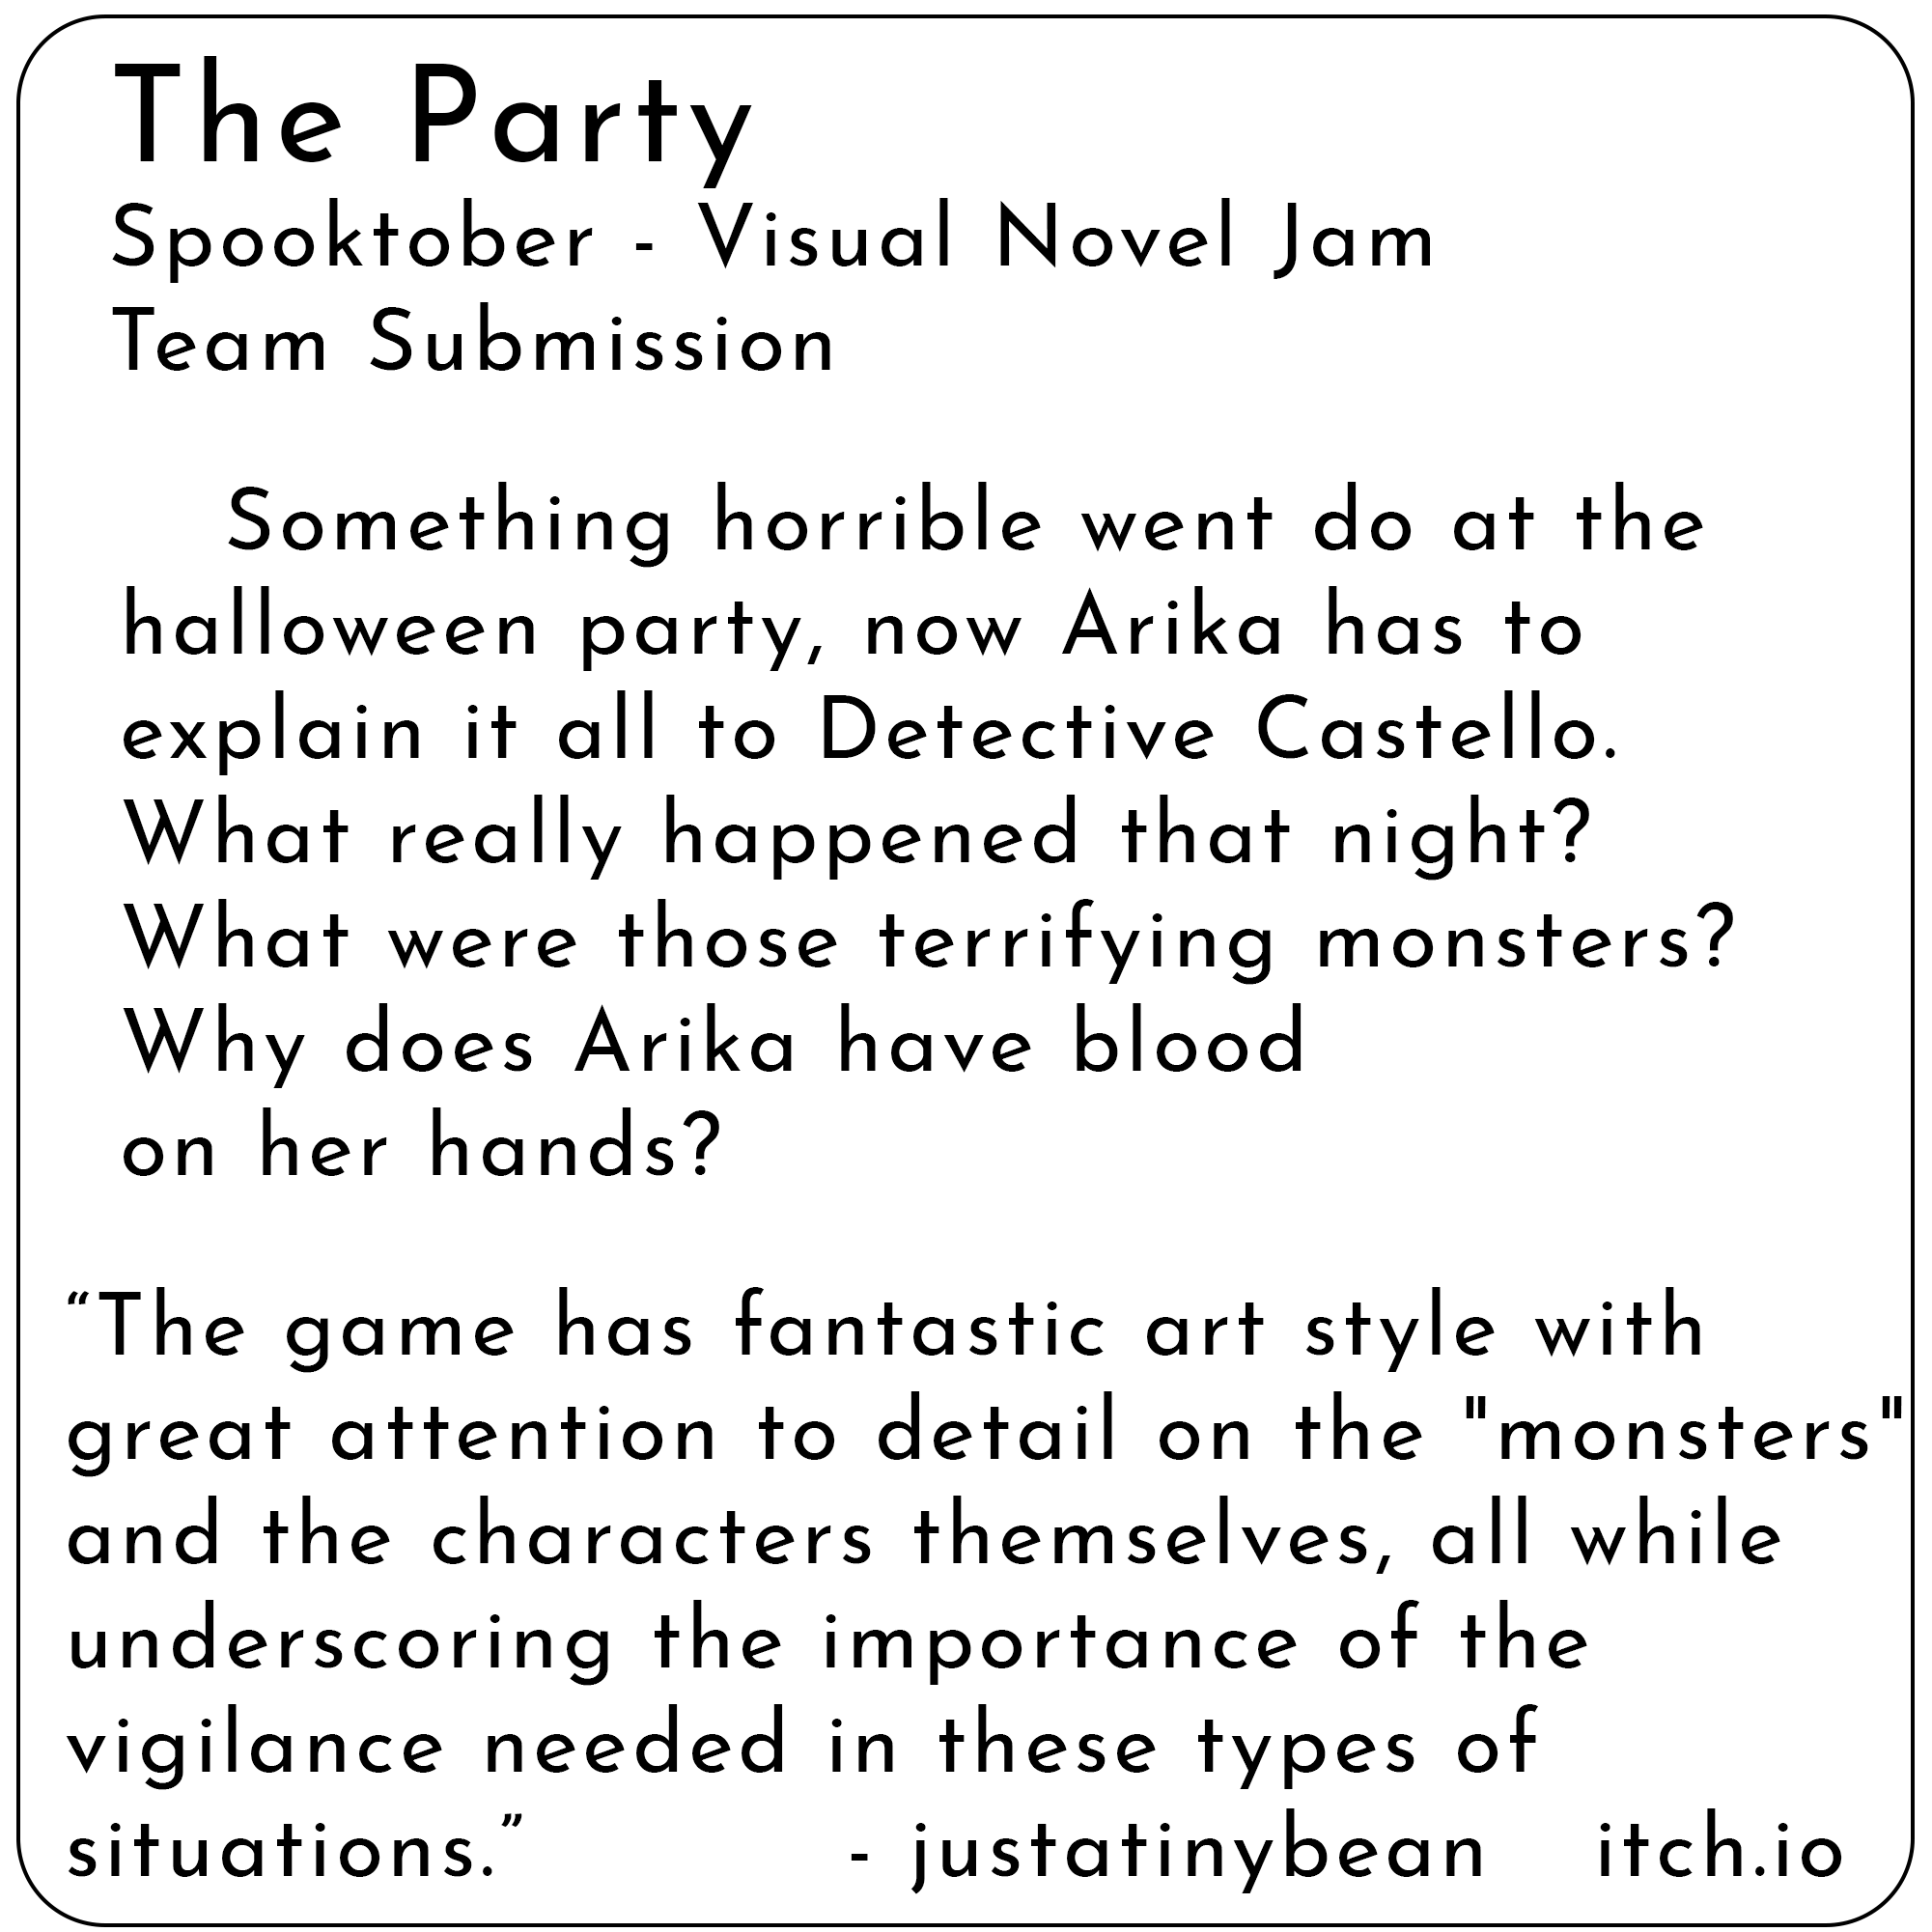 The Party
Spooktober - Visual Novel Jam
Team Submission
Something horrible went do at the
halloween party, now Arika has to
explain it all to Detective Castello.
What really happened that night?
What were those terrifying monsters?
Why does Arika have blood
on her hands?
“The game has fantastic art style with
great attention to detail on the "monsters"
and the characters themselves, all while
underscoring the importance of the
vigilance needed in these types of
situations.” - justatinybean itch.io